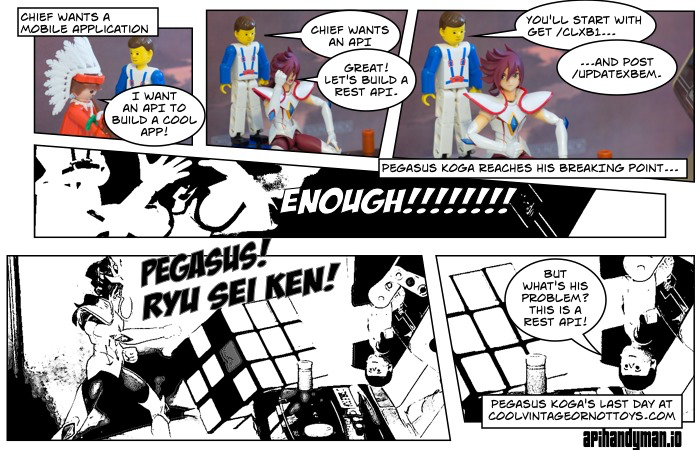 CHIEF WANTS A
MOBILE APPLICATION
I WANT
AN API TO
BUILD A COOL
APP!
CHIEF WANTS
AN API
GREAT!
LET'S BUILD A
REST API.
YOU'LL START WITH
GET /CLXB1...
...AND POST
/UPDATEXBEM.
PEGASUS KOGA REACHES HIS BREAKING POINT...
ENOUGH!!!!!!!!!
PEGASUS!
RYU SEI KEN!
BUT
WHAT'S HIS
PROBLEM?
THIS IS A
REST API!
PEGASUS KOGA'S LAST DAY AT
COOLVINTAGEORNOTTOYS.COM
apihandyman.io